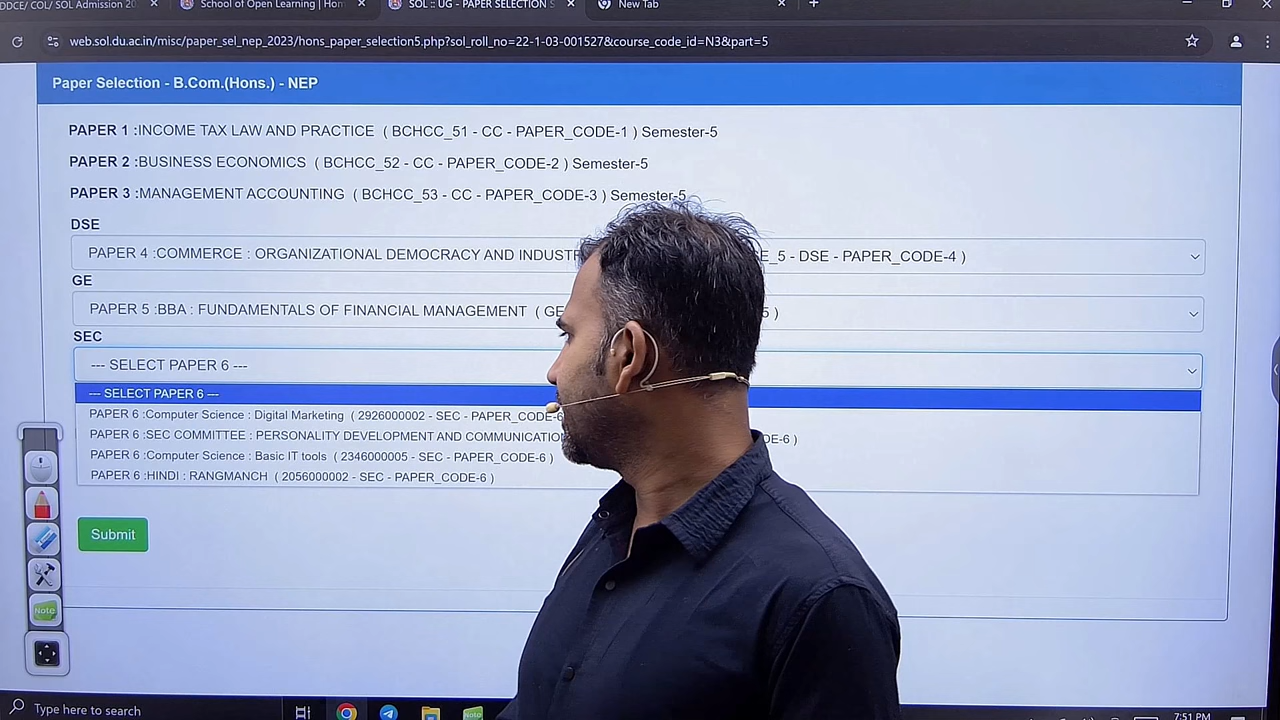 DDCE/ COL/ SOL Admission 20
School of Open Learning | Hon
SOL :: UG - PAPER SELECTION S
New Tab
web.sol.du.ac.in/misc/paper_sel_nep_2023/hons_paper_selection5.php?sol_roll_no=22-1-03-001527&course_code_id=N3&part=5
Paper Selection - B.Com.(Hons.) - NEP
PAPER 1 :INCOME TAX LAW AND PRACTICE ( BCHCC_51 - CC - PAPER_CODE-1 ) Semester-5
PAPER 2 :BUSINESS ECONOMICS ( BCHCC_52 - CC - PAPER_CODE-2 ) Semester-5
PAPER 3 :MANAGEMENT ACCOUNTING ( BCHCC_53 - CC - PAPER_CODE-3 ) Semester-5
DSE
PAPER 4 :COMMERCE : ORGANIZATIONAL DEMOCRACY AND INDUSTR E_5 - DSE - PAPER_CODE-4 )
GE
PAPER 5 :BBA : FUNDAMENTALS OF FINANCIAL MANAGEMENT ( GE 5 )
SEC
--- SELECT PAPER 6 ---
--- SELECT PAPER 6 ---
PAPER 6 :Computer Science : Digital Marketing ( 2926000002 - SEC - PAPER_CODE-6
PAPER 6 :SEC COMMITTEE : PERSONALITY DEVELOPMENT AND COMMUNICATIO DE-6 )
PAPER 6 :Computer Science : Basic IT tools ( 2346000005 - SEC - PAPER_CODE-6 )
PAPER 6 :HINDI : RANGMANCH ( 2056000002 - SEC - PAPER_CODE-6 )
Submit
Note
Type here to search
Note
7:51 PM